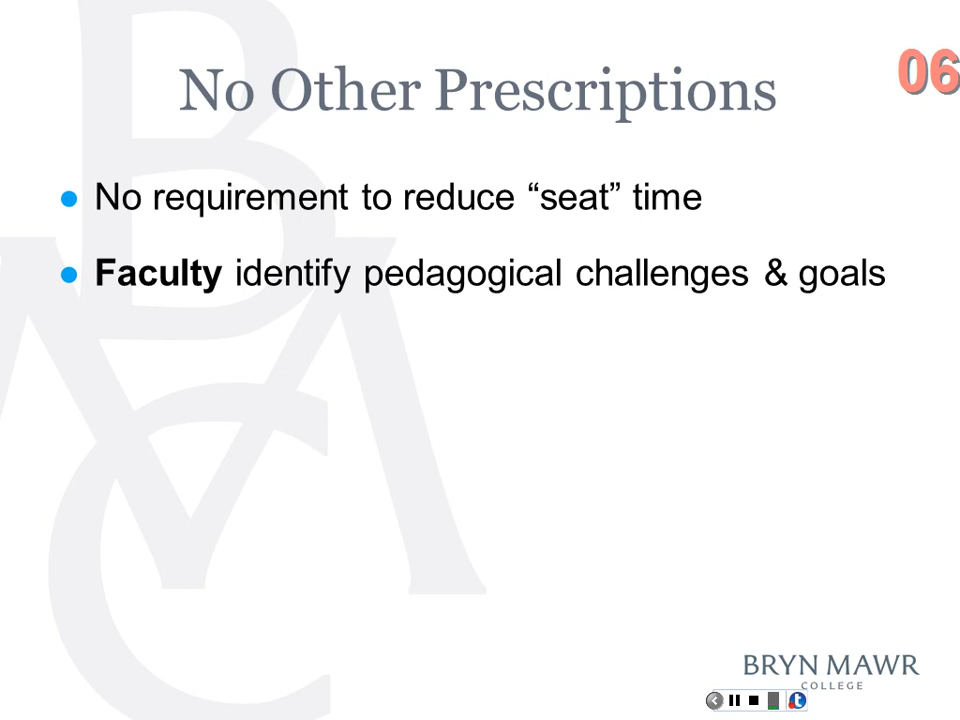 No Other Prescriptions
06
● No requirement to reduce “seat” time
● Faculty identify pedagogical challenges & goals
BRYN MAWR
COLLEGE